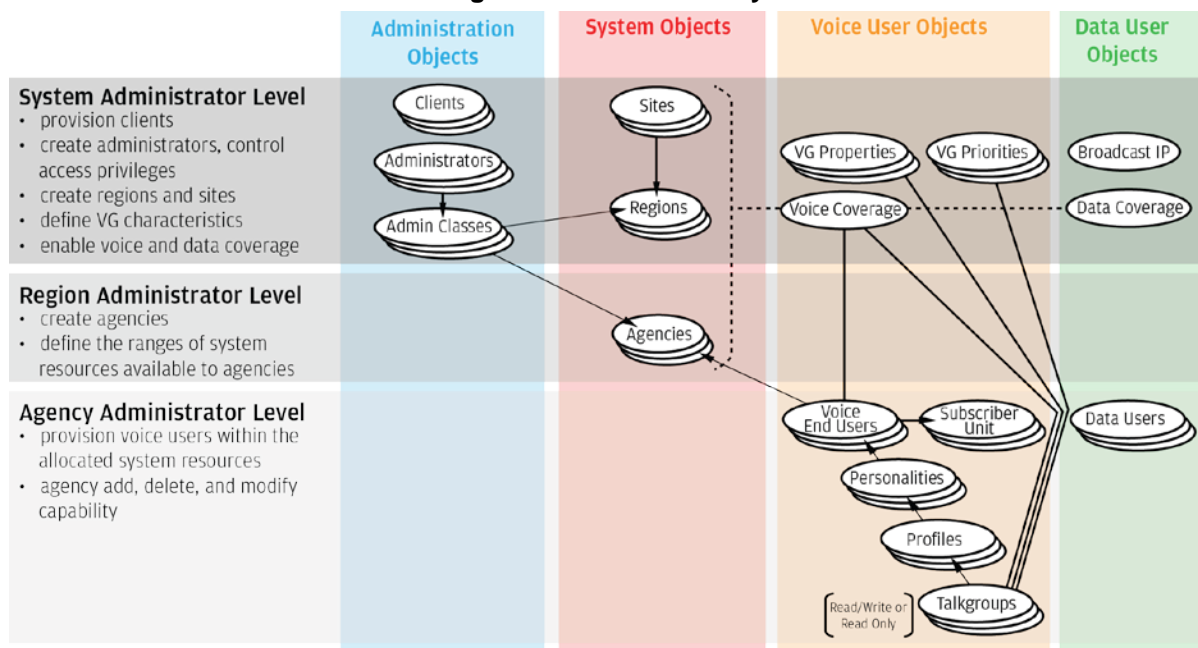 Administration
Objects
System Objects
Voice User Objects
Data User
Objects
System Administrator Level
• provision clients
• create administrators, control
access privileges
• create regions and sites
• define VG characteristics
• enable voice and data coverage
Clients
Administrators
Admin Classes
Sites
Regions
VG Properties
VG Priorities
Voice Coverage
Broadcast IP
Data Coverage
Region Administrator Level
• create agencies
• define the ranges of system
resources available to agencies
Agencies
Agency Administrator Level
• provision voice users within the
allocated system resources
• agency add, delete, and modify
capability
Voice
End Users
Subscriber
Unit
Data Users
Personalities
Profiles
Talkgroups
Read/Write or
Read Only